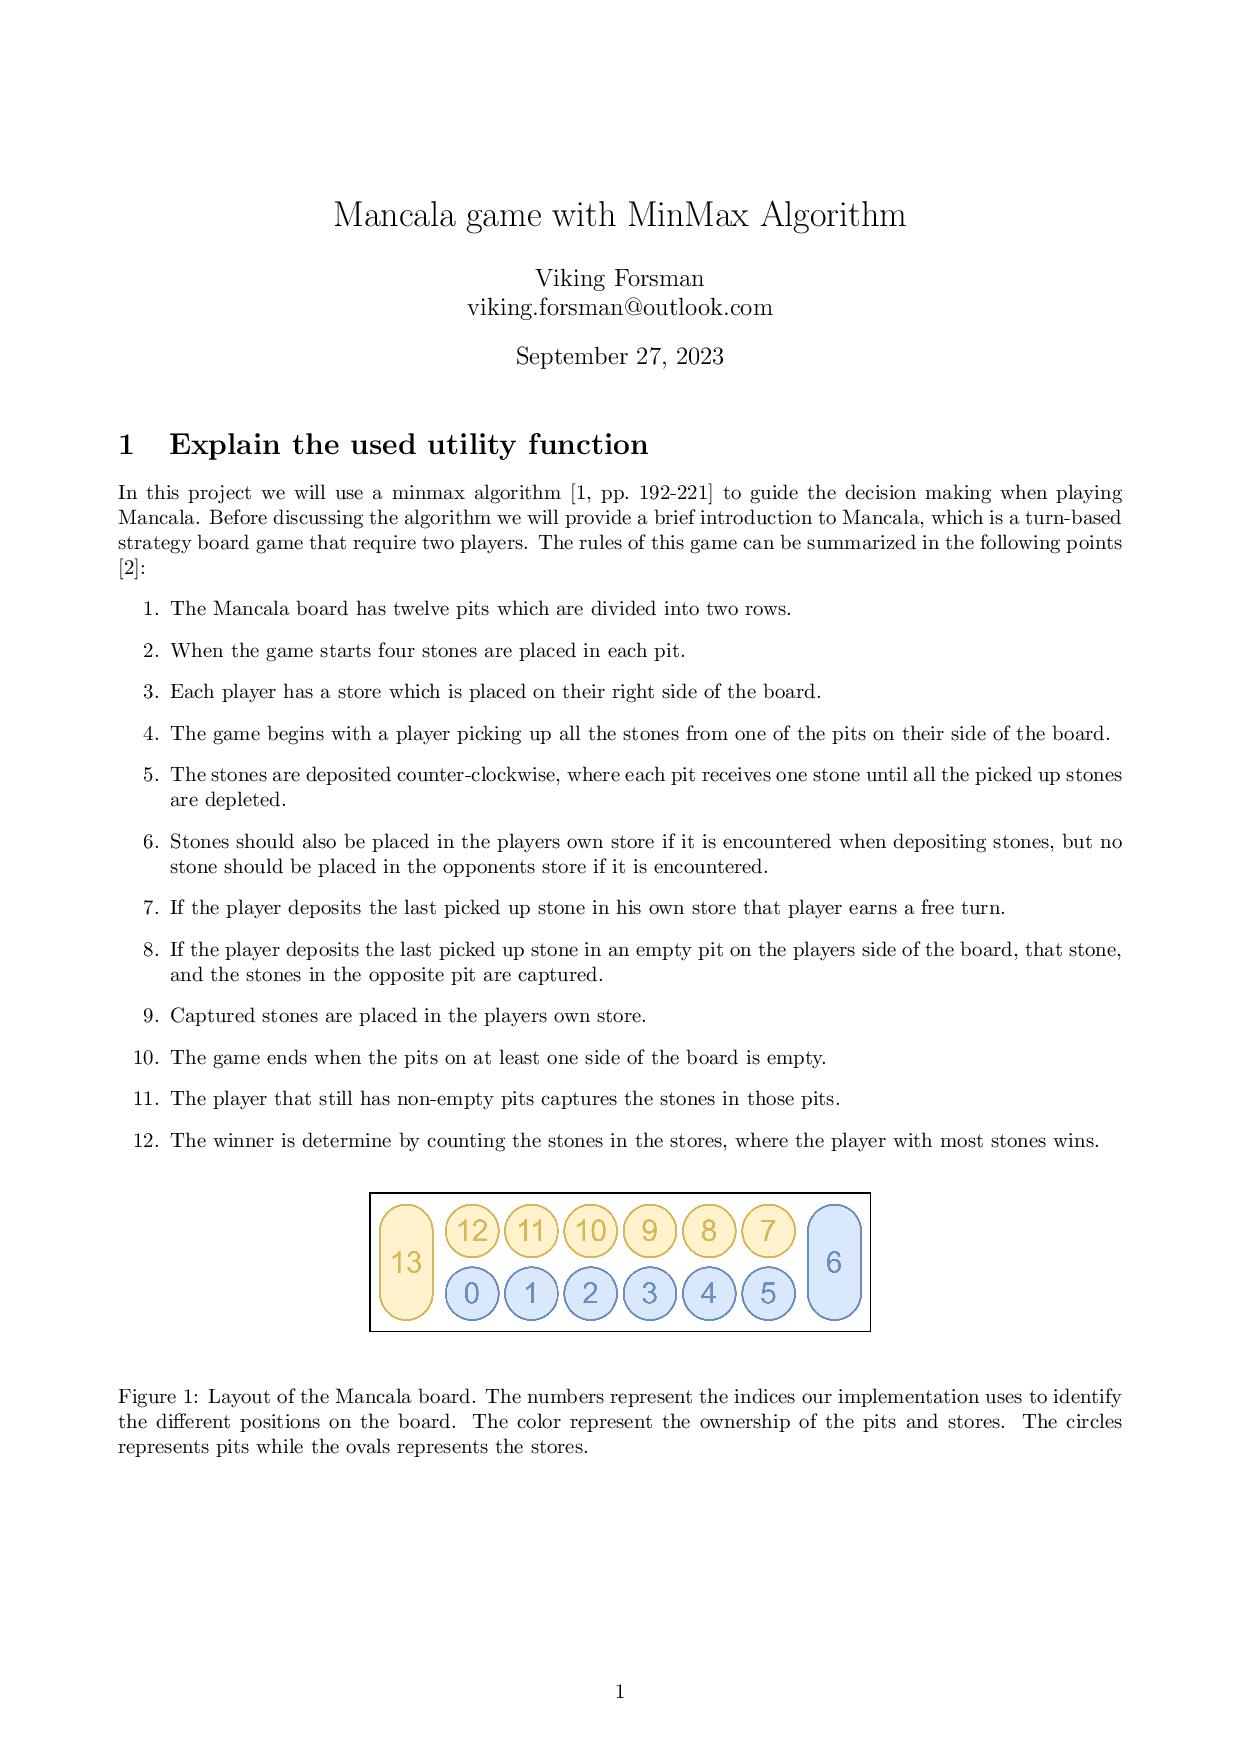 Mancala game with MinMax Algorithm
Viking Forsman
viking.forsman@outlook.com
September 27, 2023
1 Explain the used utility function
In this project we will use a minmax algorithm [1, pp. 192-221] to guide the decision making when playing
Mancala. Before discussing the algorithm we will provide a brief introduction to Mancala, which is a turn-based
strategy board game that require two players. The rules of this game can be summarized in the following points
[2]:
1. The Mancala board has twelve pits which are divided into two rows.
2. When the game starts four stones are placed in each pit.
3. Each player has a store which is placed on their right side of the board.
4. The game begins with a player picking up all the stones from one of the pits on their side of the board.
5. The stones are deposited counter-clockwise, where each pit receives one stone until all the picked up stones
are depleted.
6. Stones should also be placed in the players own store if it is encountered when depositing stones, but no
stone should be placed in the opponents store if it is encountered.
7. If the player deposits the last picked up stone in his own store that player earns a free turn.
8. If the player deposits the last picked up stone in an empty pit on the players side of the board, that stone,
and the stones in the opposite pit are captured.
9. Captured stones are placed in the players own store.
10. The game ends when the pits on at least one side of the board is empty.
11. The player that still has non-empty pits captures the stones in those pits.
12. The winner is determine by counting the stones in the stores, where the player with most stones wins.
12 11 10 9 8 7
13 6
0 1 2 3 4 5
Figure 1: Layout of the Mancala board. The numbers represent the indices our implementation uses to identify
the different positions on the board. The color represent the ownership of the pits and stores. The circles
represents pits while the ovals represents the stores.
1